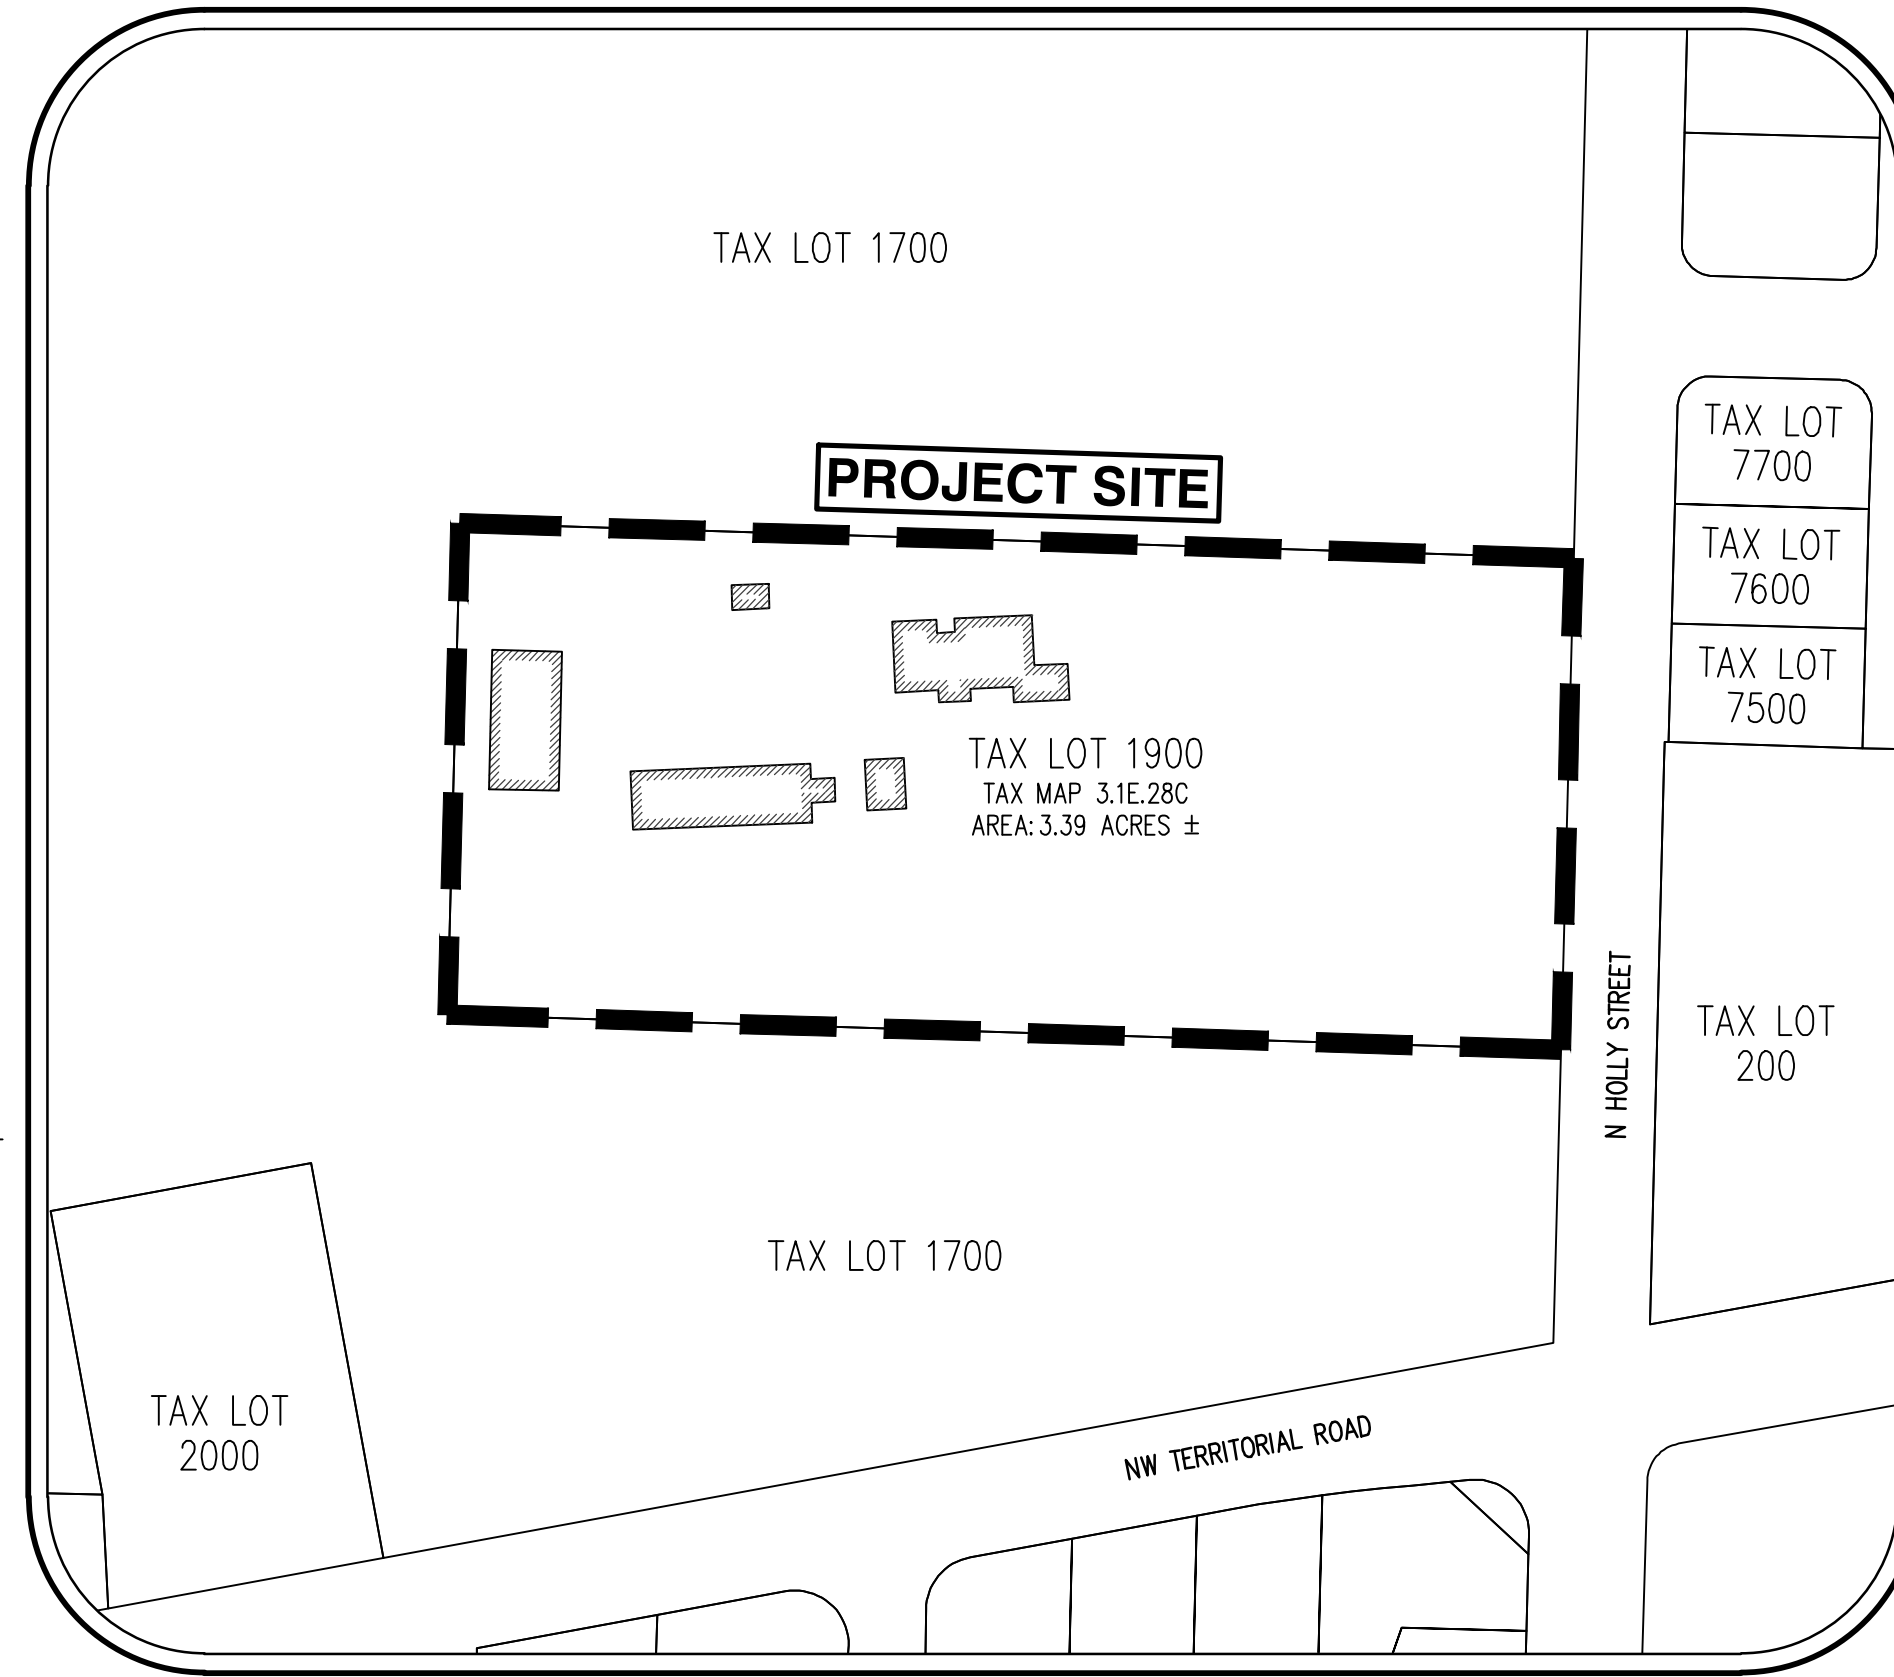 TAX LOT 1700
TAX LOT
7700
PROJECT SITE
TAX LOT
7600
TAX LOT
7500
TAX LOT 1900
TAX MAP 3.1E.28C
AREA: 3.39 ACRES ±
N HOLLY STREET
TAX LOT
200
TAX LOT 1700
TAX LOT
2000
NW TERRITORIAL ROAD